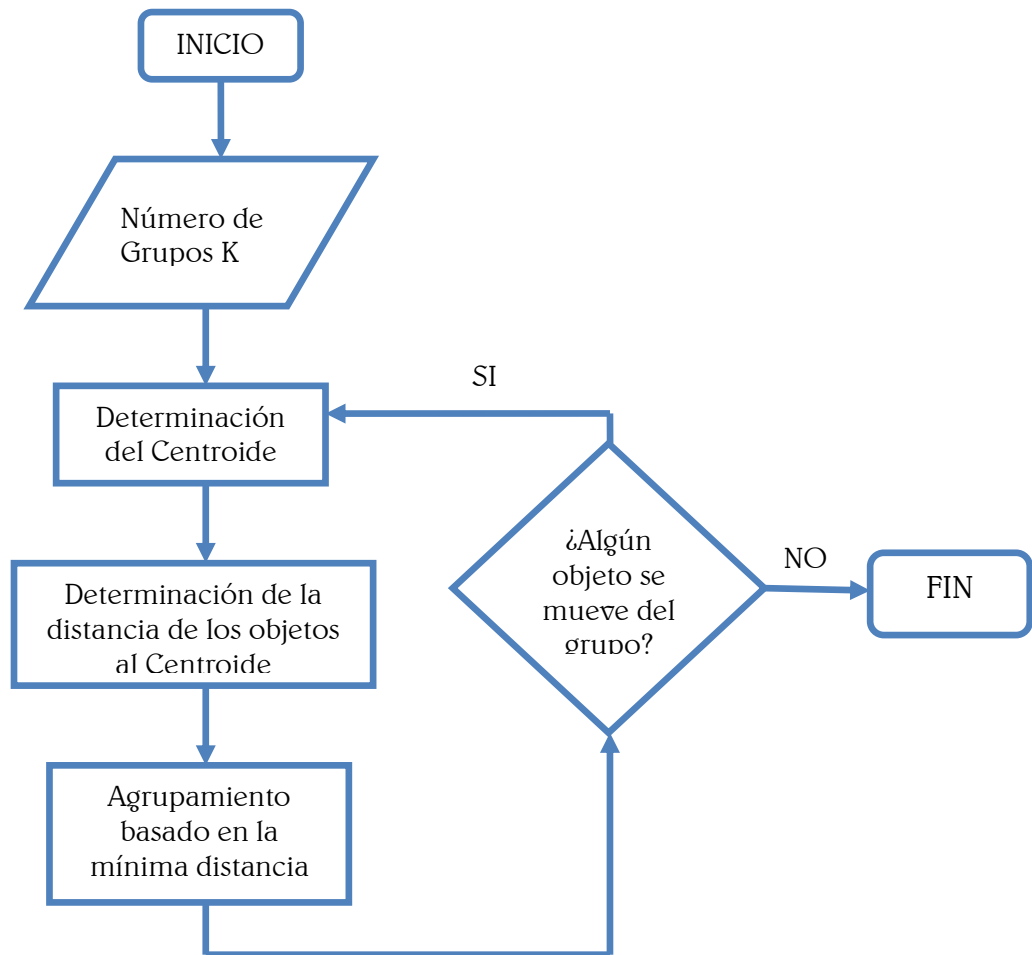 INICIO
Número de
Grupos K
Determinación
del Centroide
Determinación de la
distancia de los objetos
al Centroide
Agrupamiento
basado en la
mínima distancia
¿Algún
objeto se
mueve del
grupo?
SI
NO
FIN